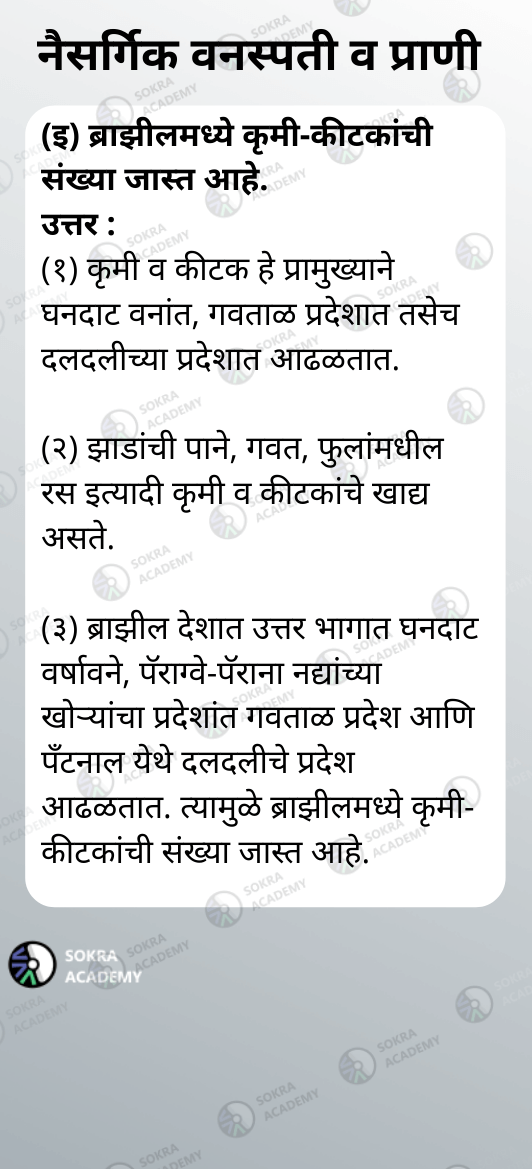 नैसर्गिक वनस्पती व प्राणी
(इ) ब्राझीलमध्ये कृमी-कीटकांची
संख्या जास्त आहे.
उत्तर :
(१) कृमी व कीटक हे प्रामुख्याने
घनदाट वनांत, गवताळ प्रदेशात तसेच
दलदलीच्या प्रदेशात आढळतात.
(२) झाडांची पाने, गवत, फुलांमधील
रस इत्यादी कृमी व कीटकांचे खाद्य
असते.
(३) ब्राझील देशात उत्तर भागात घनदाट
वर्षावने, पॅराग्वे-पॅराना नद्यांच्या
खोऱ्यांचा प्रदेशांत गवताळ प्रदेश आणि
पँटनाल येथे दलदलीचे प्रदेश
आढळतात. त्यामुळे ब्राझीलमध्ये कृमी-
कीटकांची संख्या जास्त आहे.
SOKRA
ACADEMY